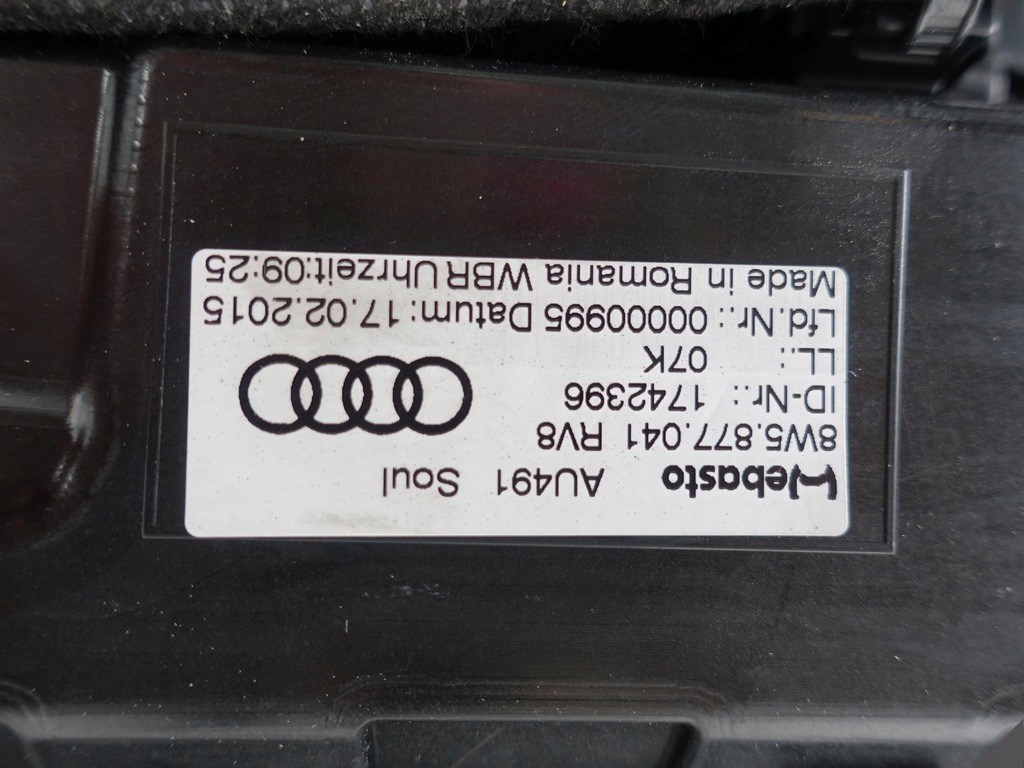 Webasto AU491 Soul
8W5.877.041 RV8
ID-Nr.: 1742396
LL.: 07K
Lfd.Nr.: 00000995 Datum: 17.02.2015
Made in Romania WBR Uhrzeit:09:25